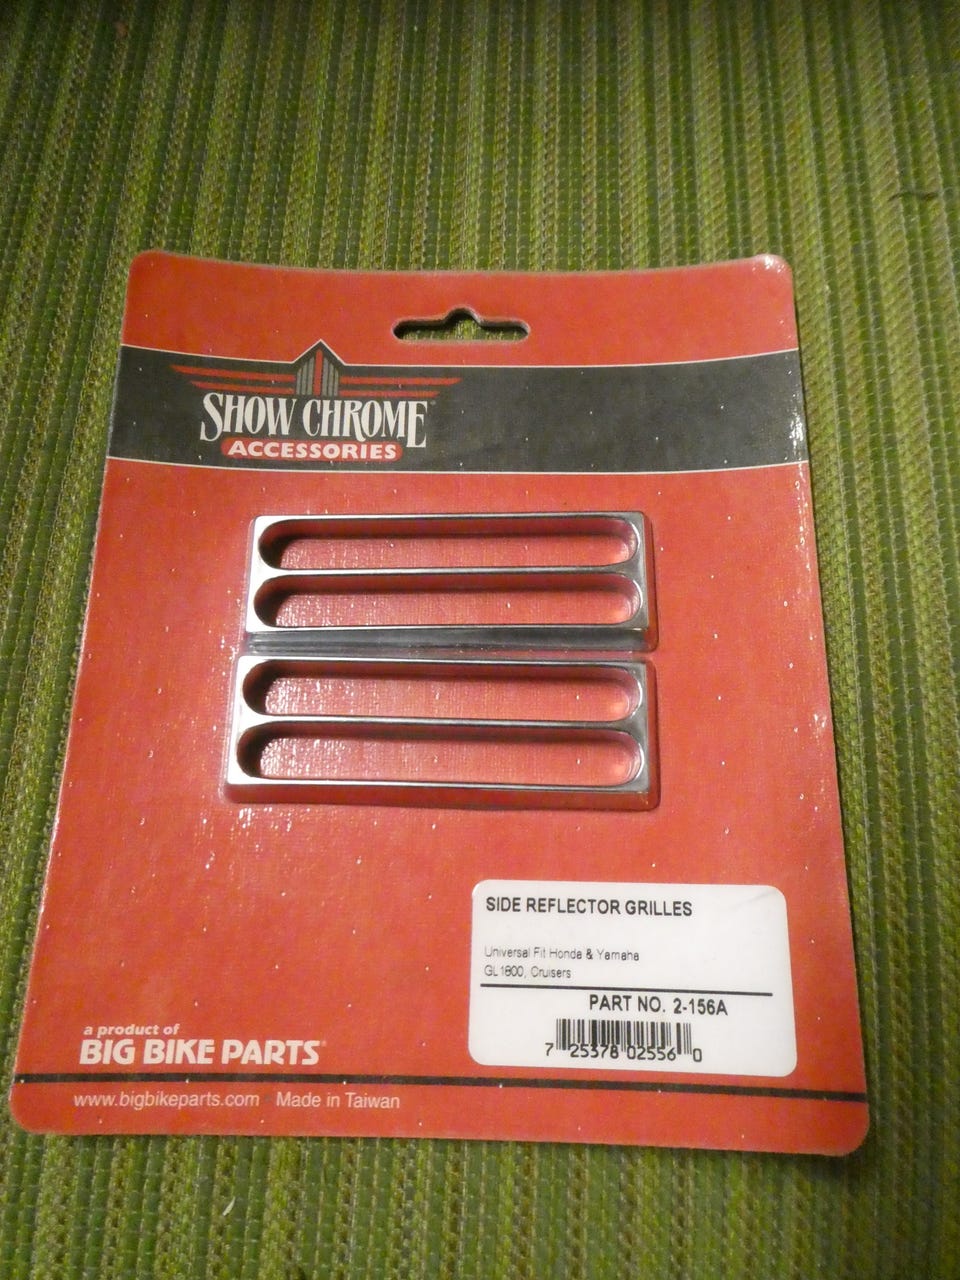 SHOW CHROME
ACCESSORIES
SIDE REFLECTOR GRILLES
Universal Fit Honda & Yamaha
GL1800, Cruisers
PART NO. 2-156A
7 25378 02556 0
a product of
BIG BIKE PARTS®
www.bigbikeparts.com Made in Taiwan